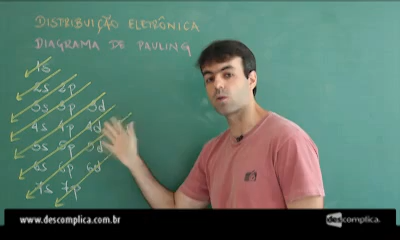 DISTRIBUIÇÃO ELETRÔNICA
DIAGRAMA DE PAULING
1s
2s 2p
3s 3p 3d
4s 4p 4d
5s 5p 5d
6s 6p 6d
7s 7p
www.descomplica.com.br
descomplica.